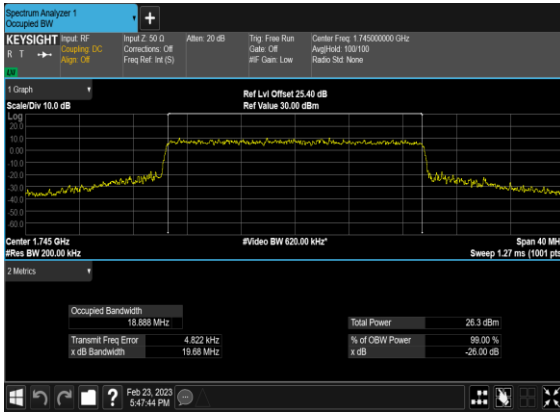 Spectrum Analyzer 1
Occupied BW
KEYSIGHT
R T
LXI
Input: RF
Coupling: DC
Align: Off
Input Z: 50 Ω
Corrections: Off
Freq Ref: Int (S)
Atten: 20 dB
Trig: Free Run
Gate: Off
#IF Gain: Low
Center Freq: 1.745000000 GHz
Avg|Hold: 100/100
Radio Std: None
1 Graph
Scale/Div 10.0 dB
Ref Lvl Offset 25.40 dB
Ref Value 30.00 dBm
Log
20.0
10.0
0.00
-10.0
-20.0
-30.0
-40.0
-50.0
-60.0
Center 1.745 GHz
#Res BW 200.00 kHz
#Video BW 620.00 kHz*
Span 40 MH
Sweep 1.27 ms (1001 pts
2 Metrics
Occupied Bandwidth
18.888 MHz
Transmit Freq Error 4.822 kHz
x dB Bandwidth 19.68 MHz
Total Power 26.3 dBm
% of OBW Power 99.00 %
x dB -26.00 dB
Feb 23, 2023
5:47:44 PM